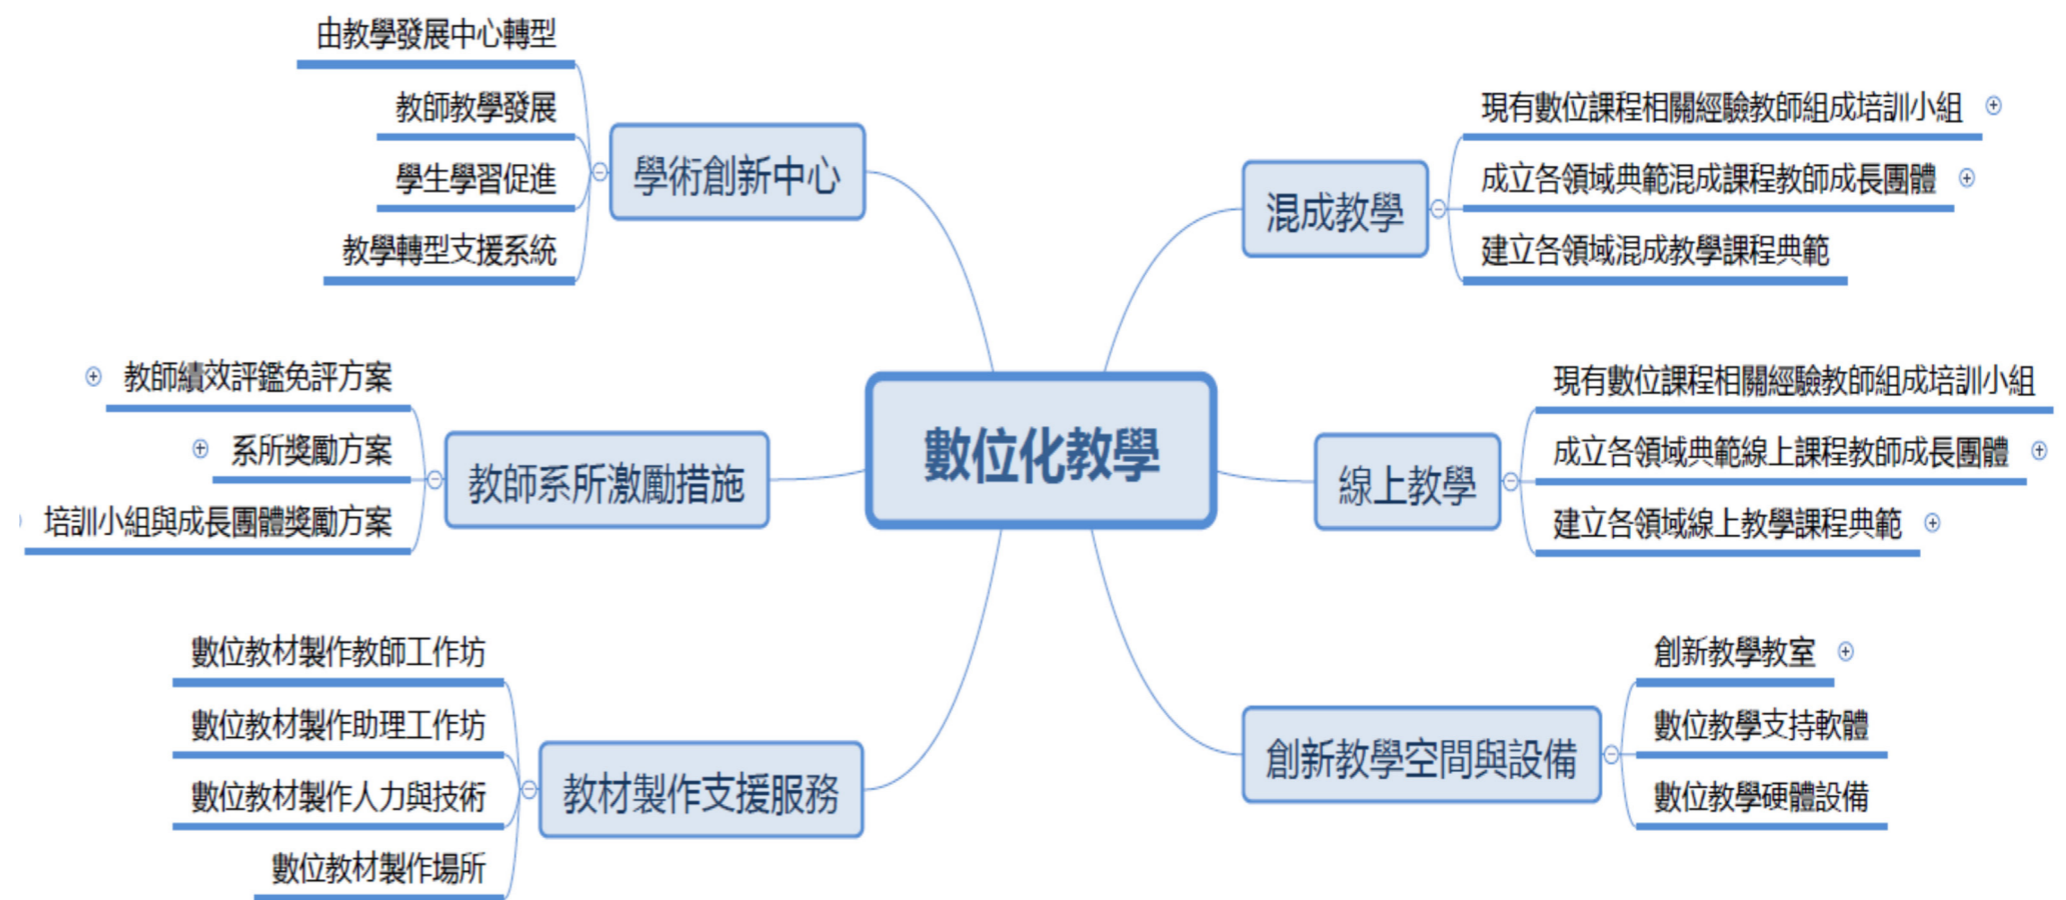 數位化教學
學術創新中心
由教學發展中心轉型
教師教學發展
學生學習促進
教學轉型支援系統
教師系所激勵措施
教師績效評鑑免評方案
系所獎勵方案
培訓小組與成長團體獎勵方案
教材製作支援服務
數位教材製作教師工作坊
數位教材製作助理工作坊
數位教材製作人力與技術
數位教材製作場所
混成教學
現有數位課程相關經驗教師組成培訓小組
成立各領域典範混成課程教師成長團體
建立各領域混成教學課程典範
線上教學
現有數位課程相關經驗教師組成培訓小組
成立各領域典範線上課程教師成長團體
建立各領域線上教學課程典範
創新教學空間與設備
創新教學教室
數位教學支持軟體
數位教學硬體設備